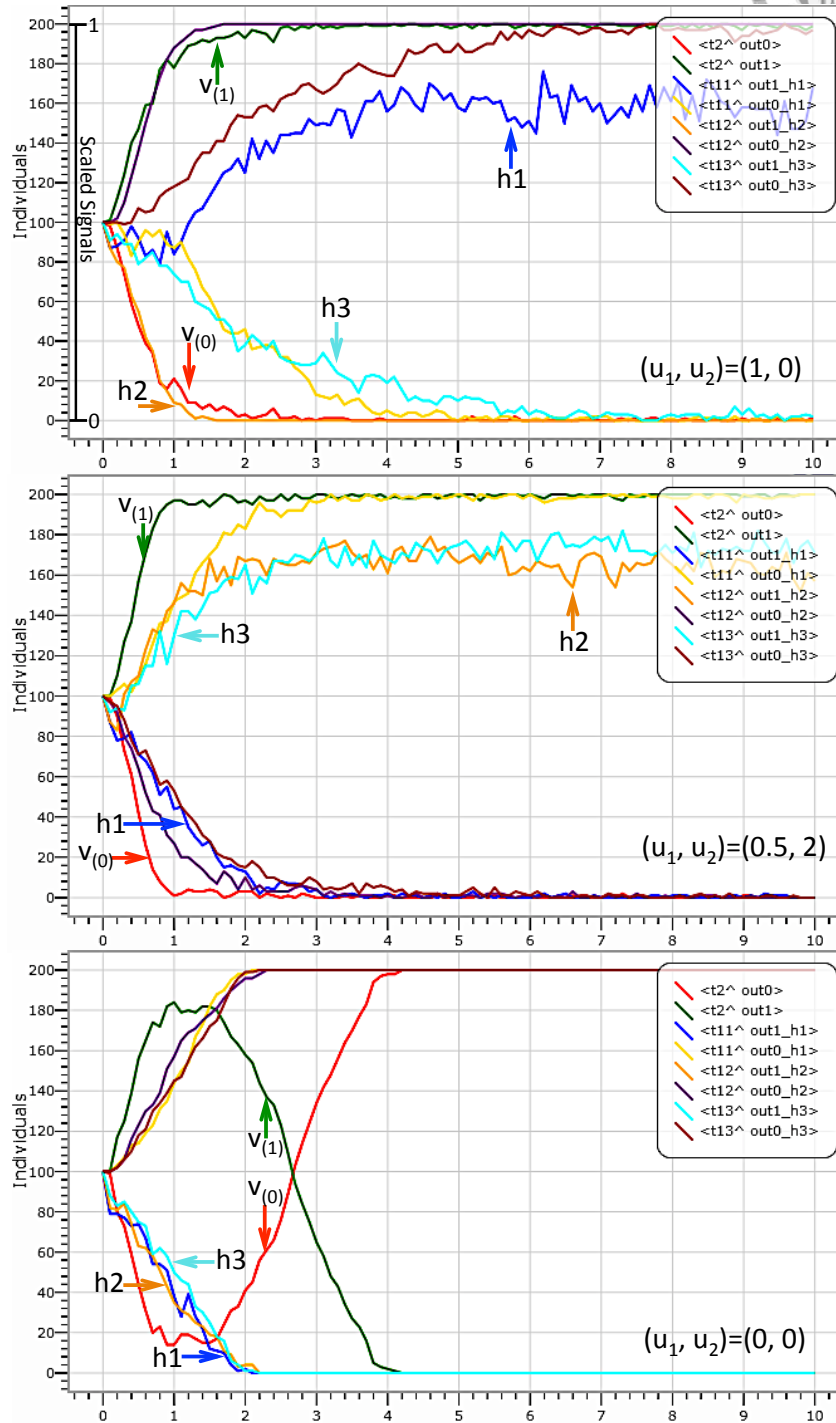 Individuals
Scaled Signals
200
180
160
140
120
100
80
60
40
20
0
1
0
v(1)
h1
h3
v(0)
h2
(u1, u2)=(1, 0)
<t2^ out0>
<t2^ out1>
<t11^ out1_h1>
<t11^ out0_h1>
<t12^ out1_h2>
<t12^ out0_h2>
<t13^ out1_h3>
<t13^ out0_h3>
0 1 2 3 4 5 6 7 8 9 10
Individuals
200
180
160
140
120
100
80
60
40
20
0
v(1)
h3
h2
h1
v(0)
(u1, u2)=(0.5, 2)
<t2^ out0>
<t2^ out1>
<t11^ out1_h1>
<t11^ out0_h1>
<t12^ out1_h2>
<t12^ out0_h2>
<t13^ out1_h3>
<t13^ out0_h3>
0 1 2 3 4 5 6 7 8 9 10
Individuals
200
180
160
140
120
100
80
60
40
20
0
v(1)
v(0)
h3
h2
h1
(u1, u2)=(0, 0)
<t2^ out0>
<t2^ out1>
<t11^ out1_h1>
<t11^ out0_h1>
<t12^ out1_h2>
<t12^ out0_h2>
<t13^ out1_h3>
<t13^ out0_h3>
0 1 2 3 4 5 6 7 8 9 10